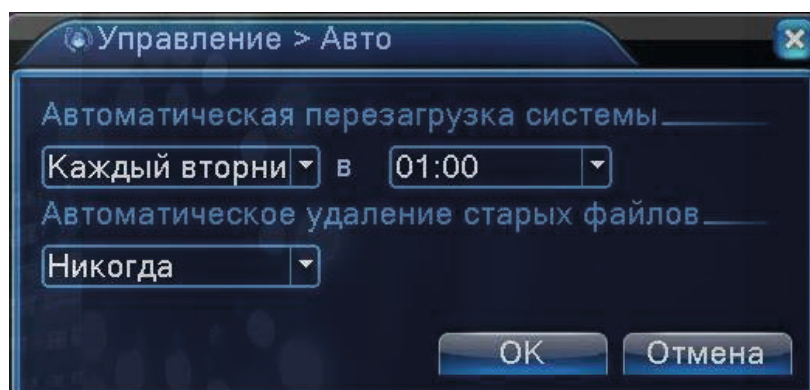 Управление > Авто
Автоматическая перезагрузка системы
Каждый вторни в 01:00
Автоматическое удаление старых файлов
Никогда
OK Отмена